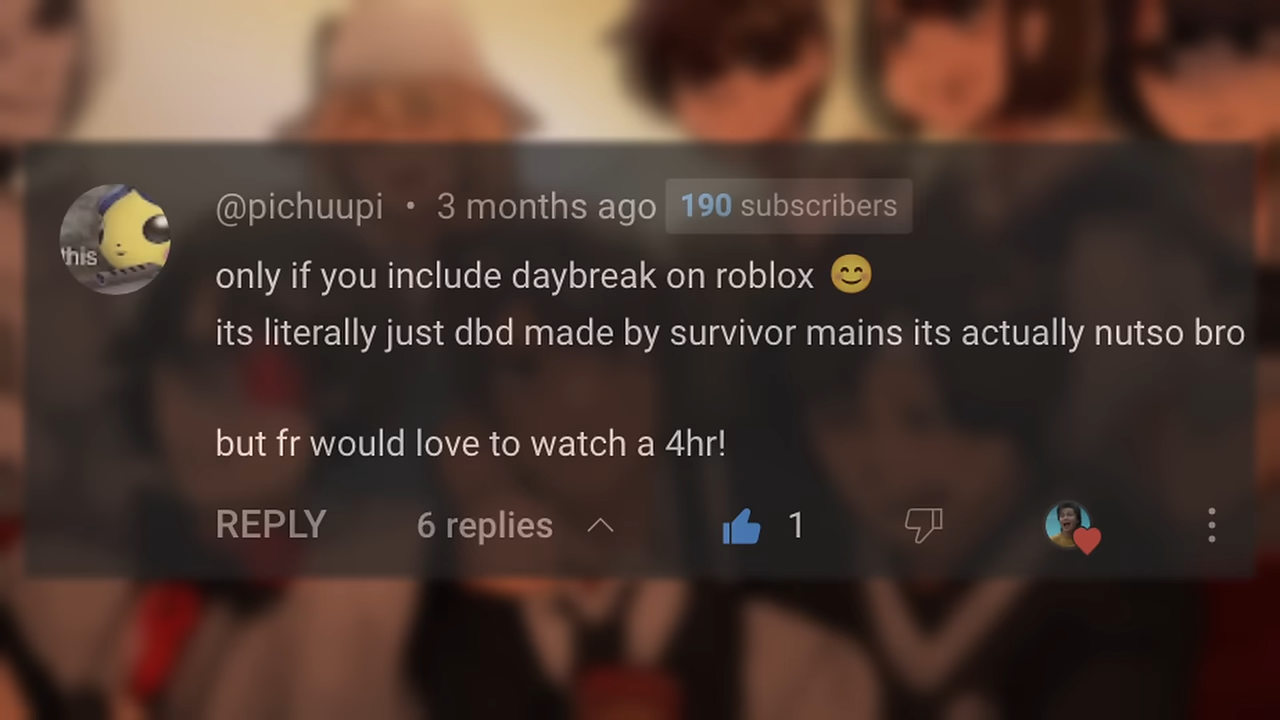 this
@pichuupi • 3 months ago 190 subscribers
only if you include daybreak on roblox 😊
its literally just dbd made by survivor mains its actually nutso bro
but fr would love to watch a 4hr!
REPLY 6 replies 1